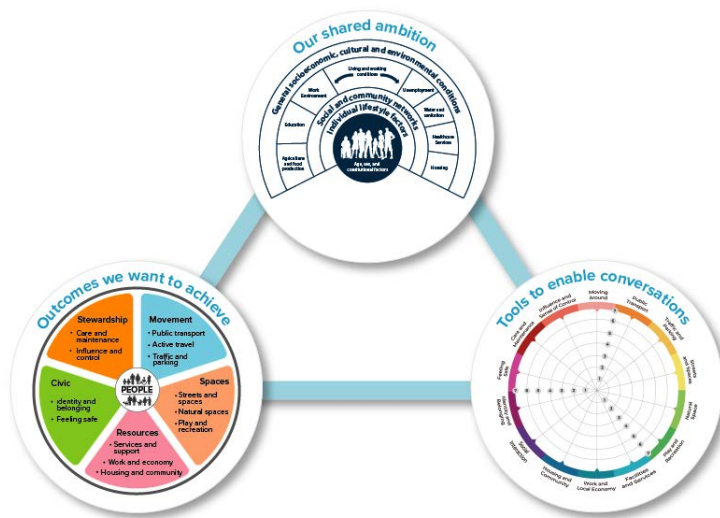 Our shared ambition
General socioeconomic, cultural and environmental conditions
Living and working
conditions
Work
Environment
Unemployment
Education
Water and
sanitation
Agriculture
and food
production
Healthcare
Services
Housing
Social and community networks
Individual lifestyle factors
Age, sex, and
constitutional factors
Outcomes we want to achieve
Stewardship
• Care and
maintenance
• Influence and
control
Movement
• Public transport
• Active travel
• Traffic and
parking
Civic
• identity and
belonging
• Feeling safe
PEOPLE
Spaces
• Streets and
spaces
• Natural spaces
• Play and
recreation
Resources
• Services and
support
• Work and economy
• Housing and community
Tools to enable conversations
Moving
Around
Public
Transport
Traffic and
Parking
Streets
and Spaces
Natural
Space
Play and
Recreation
Facilities
and Services
Work and
Local Economy
Housing and
Community
Social
Interaction
Identity and
Belonging
Feeling
Safe
Care and
Maintenance
Influence and
Sense of Control